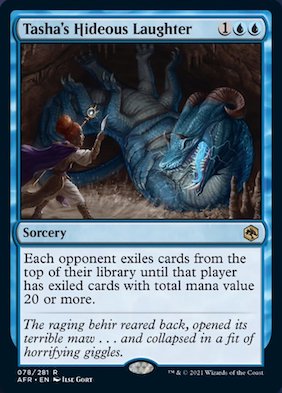 Tasha's Hideous Laughter 1
Sorcery
Each opponent exiles cards from the
top of their library until that player
has exiled cards with total mana value
20 or more.
The raging behir reared back, opened its
terrible maw . . . and collapsed in a fit of
horrifying giggles.
078/281 R
AFR • EN Ilse Gort
™ & © 2021 Wizards of the Coast